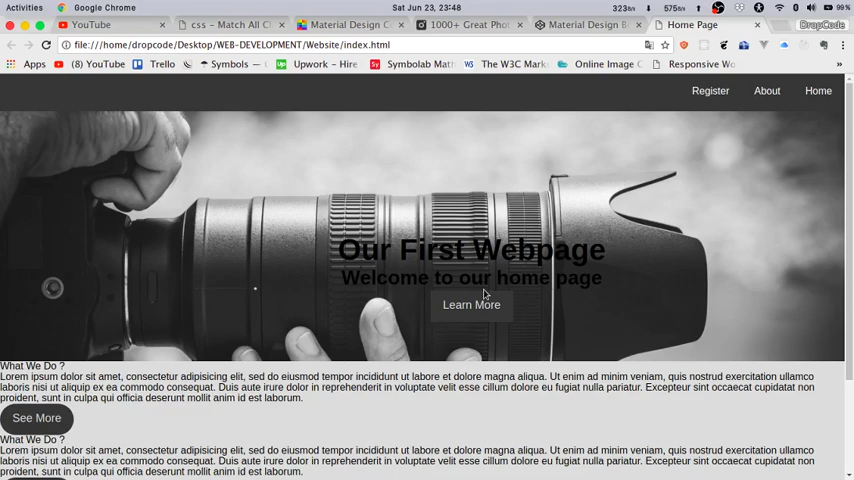 Activities Google Chrome Sat Jun 23, 23:48 323b/s 575b/s 99%
YouTube css - Match All C Material Design Co 1000+ Great Phot Material Design B Home Page DropCode
file:///home/dropcode/Desktop/WEB-DEVELOPMENT/Website/index.html
(8) YouTube Trello Symbols — Upwork - Hire Symbolab Mat The W3C Mark Online Image C Responsive Wo »
Register About Home
Our First Webpage
Welcome to our home page
Learn More
What We Do ?
Lorem ipsum dolor sit amet, consectetur adipisicing elit, sed do eiusmod tempor incididunt ut labore et dolore magna aliqua. Ut enim ad minim veniam, quis nostrud exercitation ullamco
laboris nisi ut aliquip ex ea commodo consequat. Duis aute irure dolor in reprehenderit in voluptate velit esse cillum dolore eu fugiat nulla pariatur. Excepteur sint occaecat cupidatat non
proident, sunt in culpa qui officia deserunt mollit anim id est laborum.
See More
What We Do ?
Lorem ipsum dolor sit amet, consectetur adipisicing elit, sed do eiusmod tempor incididunt ut labore et dolore magna aliqua. Ut enim ad minim veniam, quis nostrud exercitation ullamco
laboris nisi ut aliquip ex ea commodo consequat. Duis aute irure dolor in reprehenderit in voluptate velit esse cillum dolore eu fugiat nulla pariatur. Excepteur sint occaecat cupidatat non
proident, sunt in culpa qui officia deserunt mollit anim id est laborum.